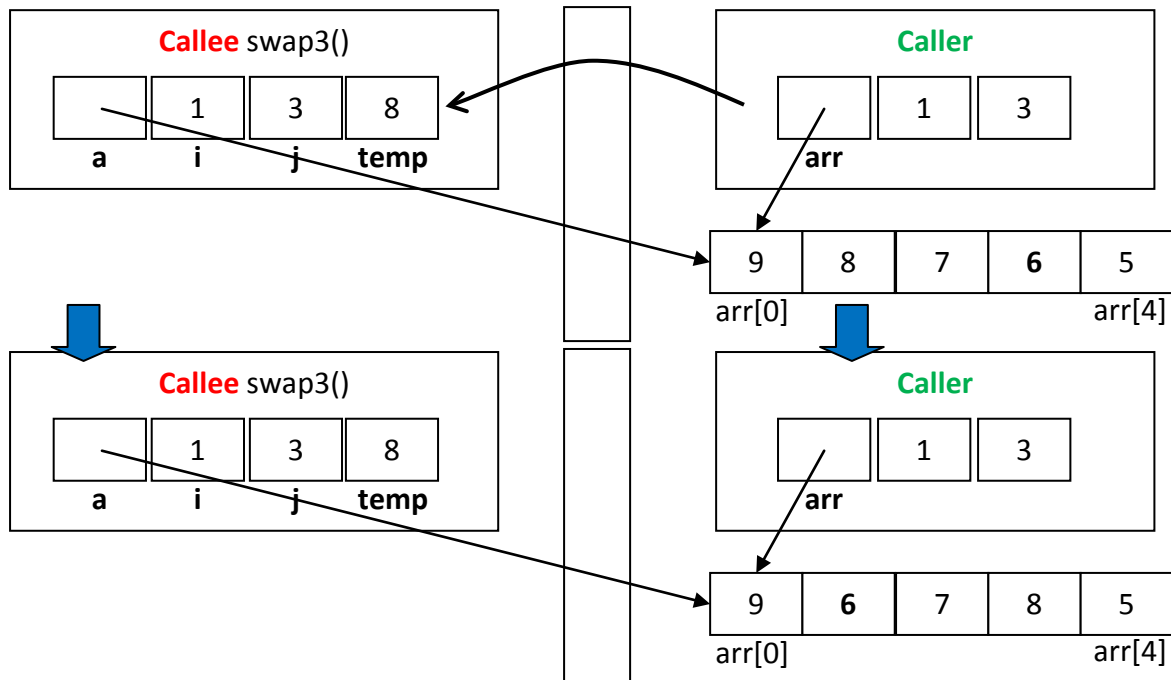 Callee swap3()
1 3 8
a i j temp
Caller
1 3
arr
9 8 7 6 5
arr[0] arr[4]
Callee swap3()
1 3 8
a i j temp
Caller
1 3
arr
9 6 7 8 5
arr[0] arr[4]